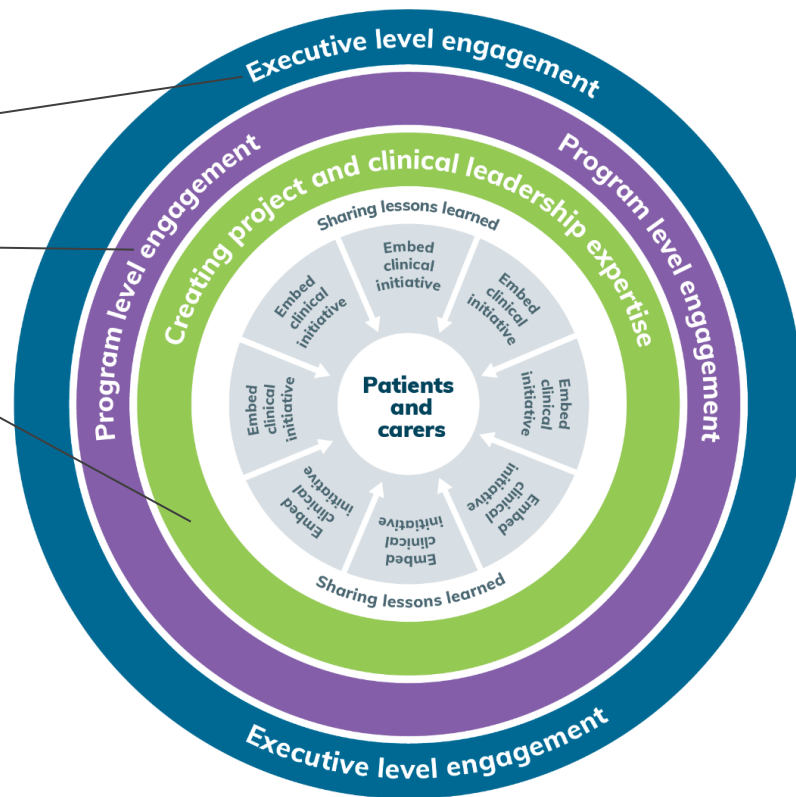 Executive level engagement
Program level engagement
Program level engagement
Creating project and clinical leadership expertise
Sharing lessons learned
Embed
clinical
initiative
Embed
clinical
initiative
Embed
clinical
initiative
Embed
clinical
initiative
Embed
clinical
initiative
Embed
clinical
initiative
Embed
clinical
initiative
Embed
clinical
initiative
Patients
and
carers
Sharing lessons learned
Executive level engagement